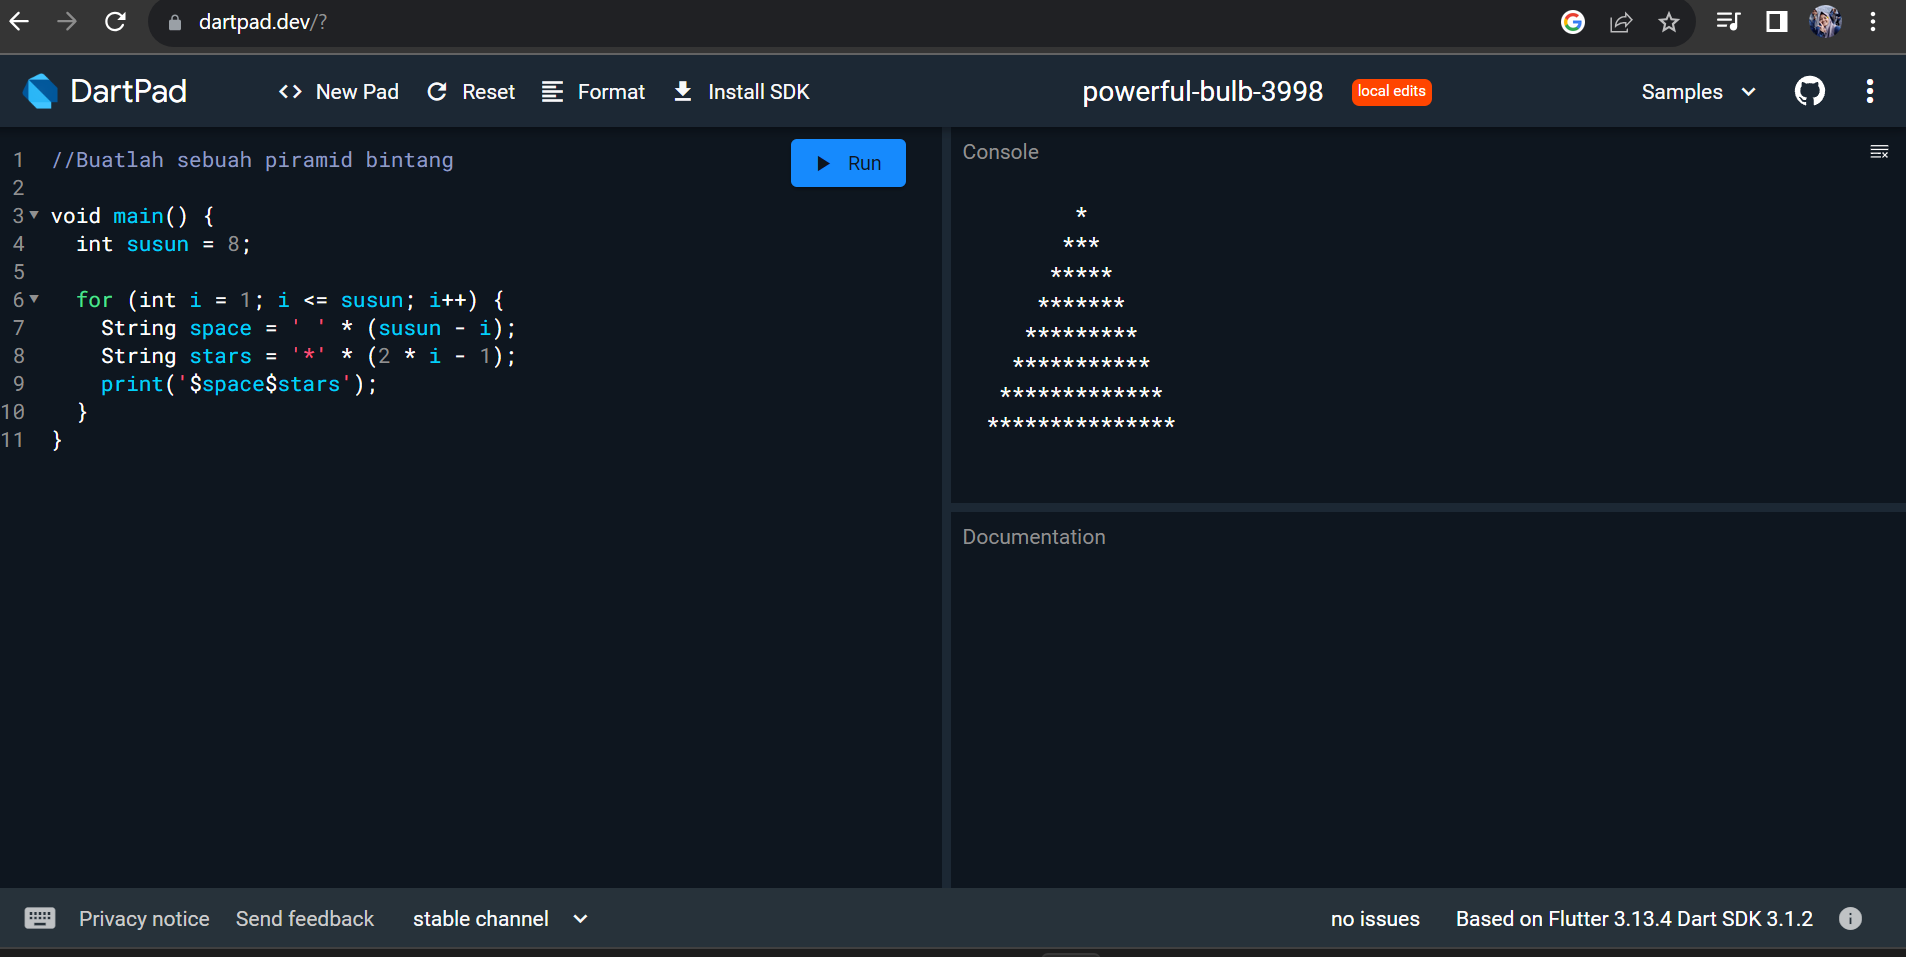 dartpad.dev/?
DartPad
<> New Pad Reset Format Install SDK
powerful-bulb-3998 local edits
Samples
1 //Buatlah sebuah piramid bintang
2
3 void main() {
4   int susun = 8;
5
6   for (int i = 1; i <= susun; i++) {
7     String space = ' ' * (susun - i);
8     String stars = '*' * (2 * i - 1);
9     print('$space$stars');
10   }
11 }
Run
Console
       *
      ***
     *****
    *******
   *********
  ***********
 *************
***************
Documentation
Privacy notice Send feedback stable channel
no issues Based on Flutter 3.13.4 Dart SDK 3.1.2